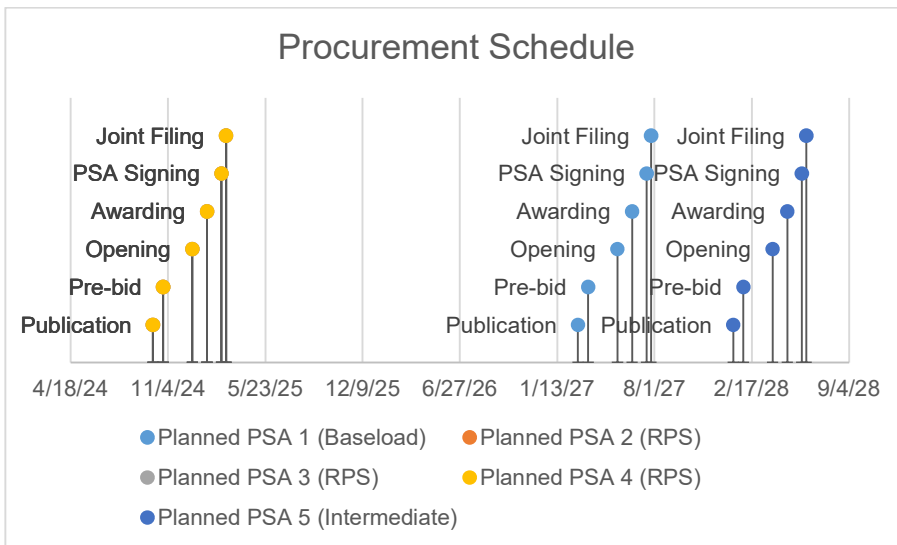 Procurement Schedule
Joint Filing Joint Filing Joint Filing
PSA Signing PSA Signing PSA Signing
Awarding Awarding Awarding
Opening Opening Opening
Pre-bid Pre-bid Pre-bid
Publication Publication Publication
4/18/24 11/4/24 5/23/25 12/9/25 6/27/26 1/13/27 8/1/27 2/17/28 9/4/28
Planned PSA 1 (Baseload) Planned PSA 2 (RPS)
Planned PSA 3 (RPS) Planned PSA 4 (RPS)
Planned PSA 5 (Intermediate)